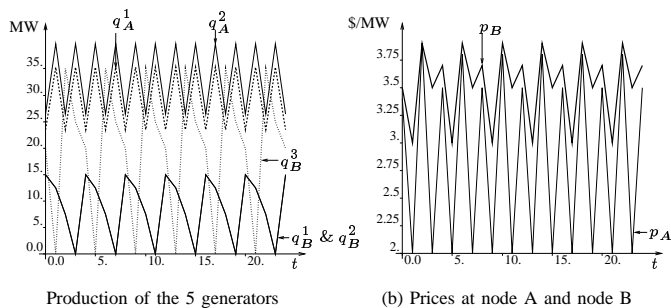 MW
q_A^1
q_A^2
35.
30.
25.
20.
15.
10.
5.
0.0
q_B^3
q_B^1 & q_B^2
0.0
5.
10.
15.
20.
t
Production of the 5 generators
$/MW
p_B
3.75
3.5
3.25
3.
2.75
2.5
2.25
2.
p_A
0.0
5.
10.
15.
20.
t
(b) Prices at node A and node B